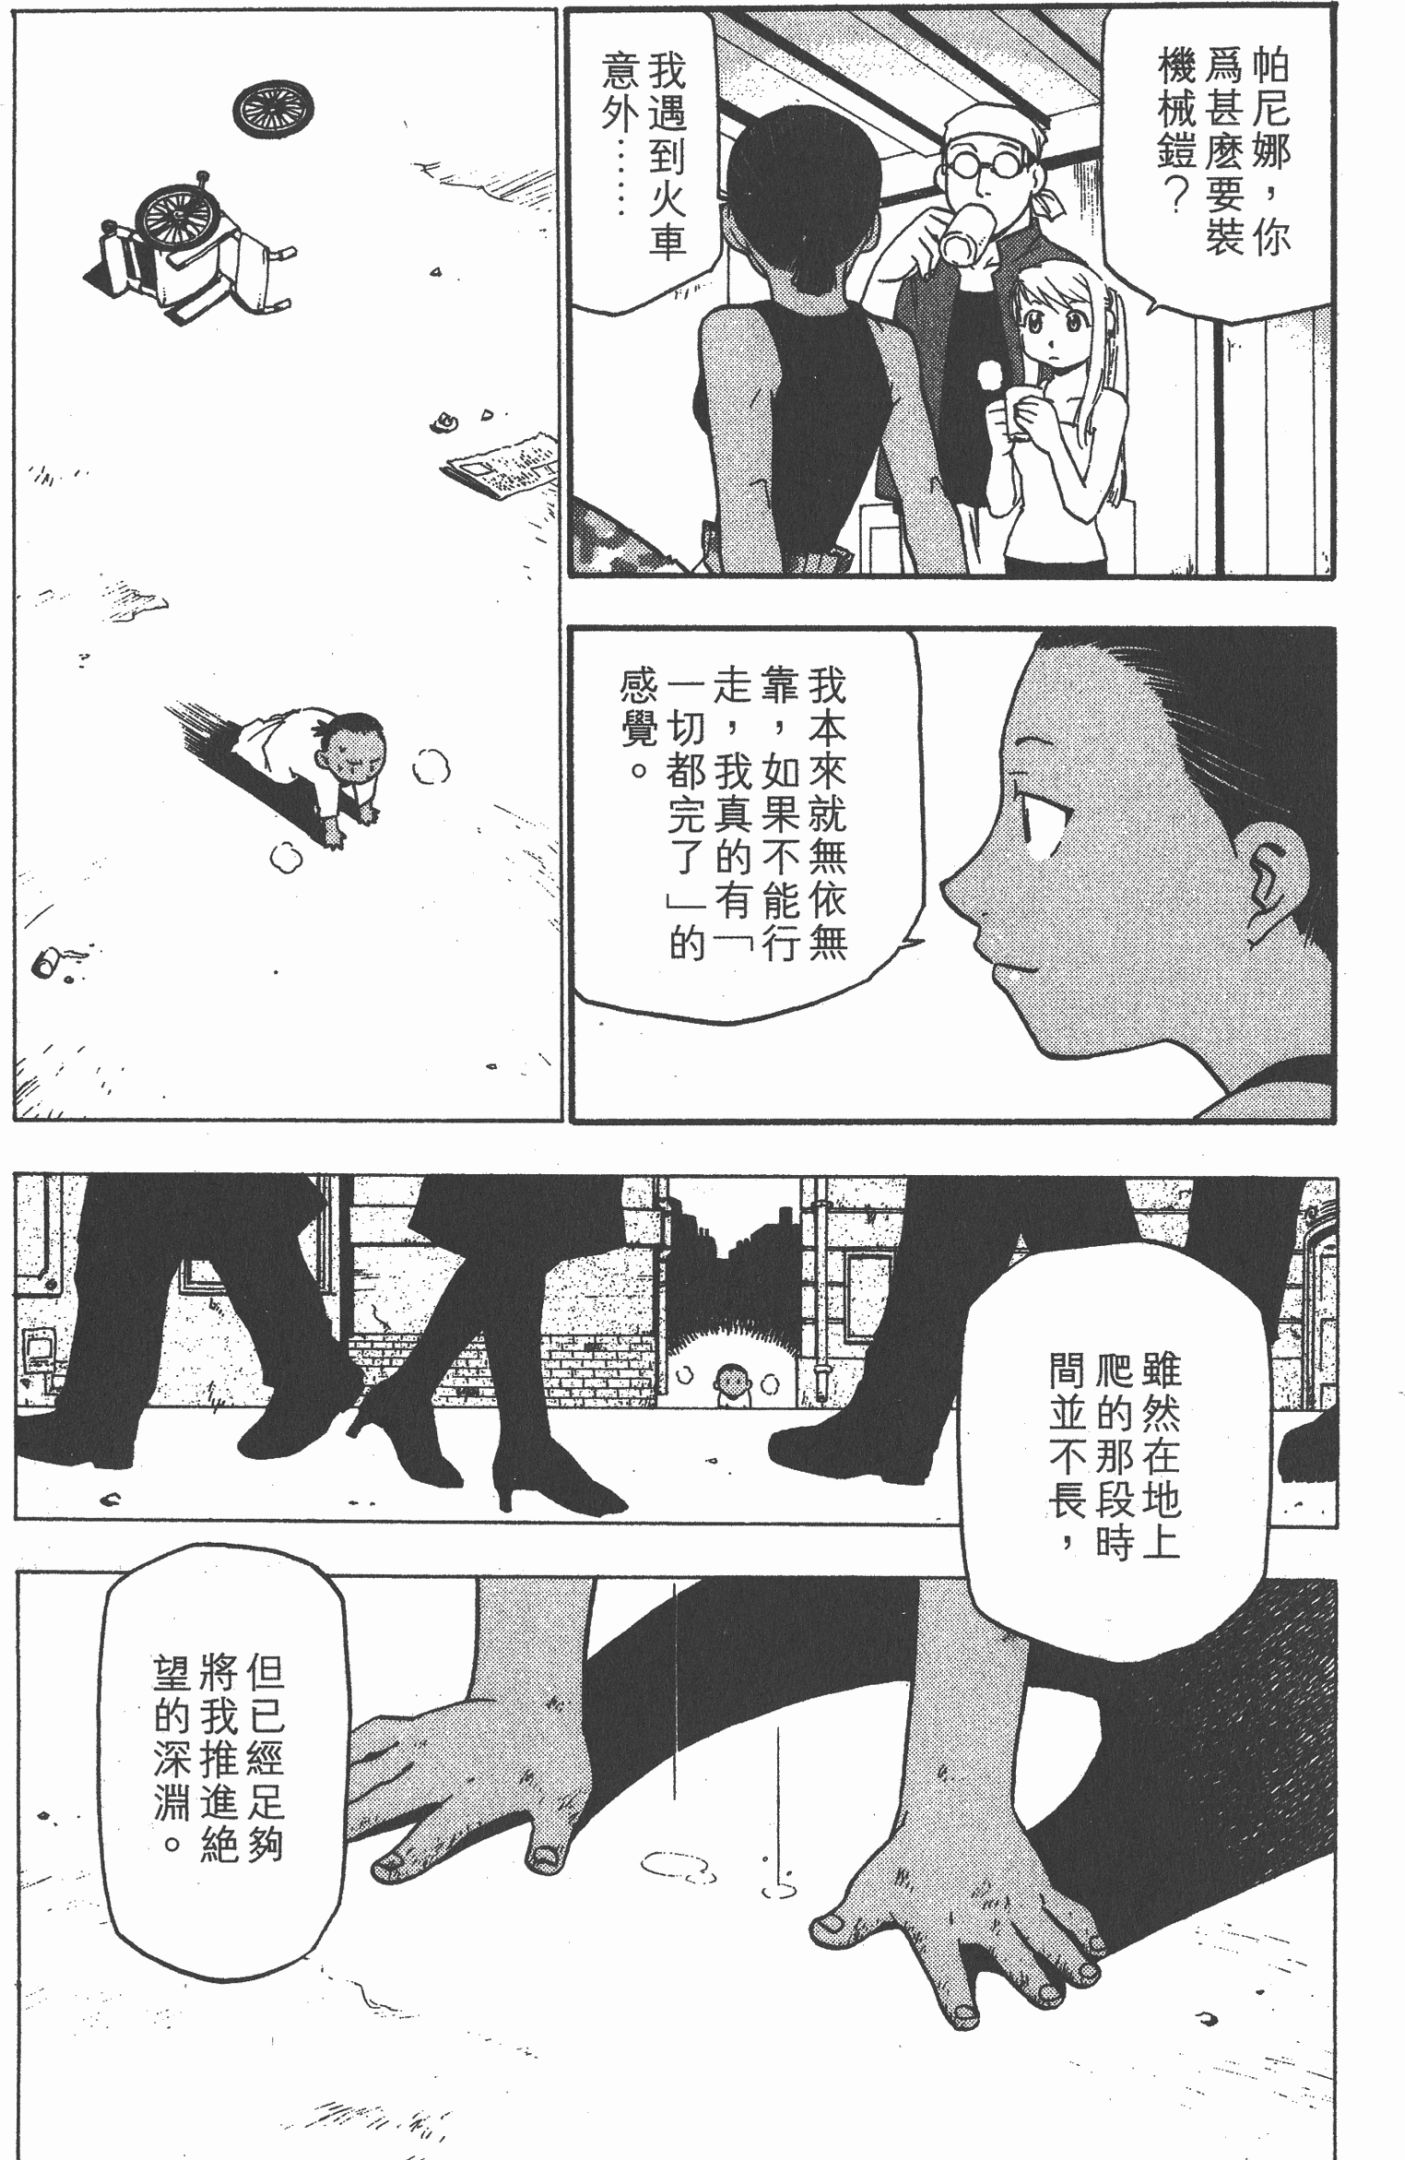 帕尼娜，你
爲甚麽要裝
機械鎧？
我遇到火車
意外……
我本來就無依無
靠，如果不能行
走，我真的有「
一切都完了」的
感覺。
雖然在地上
爬的那段時
間並不長，
但已經足夠
將我推進絶
望的深淵。